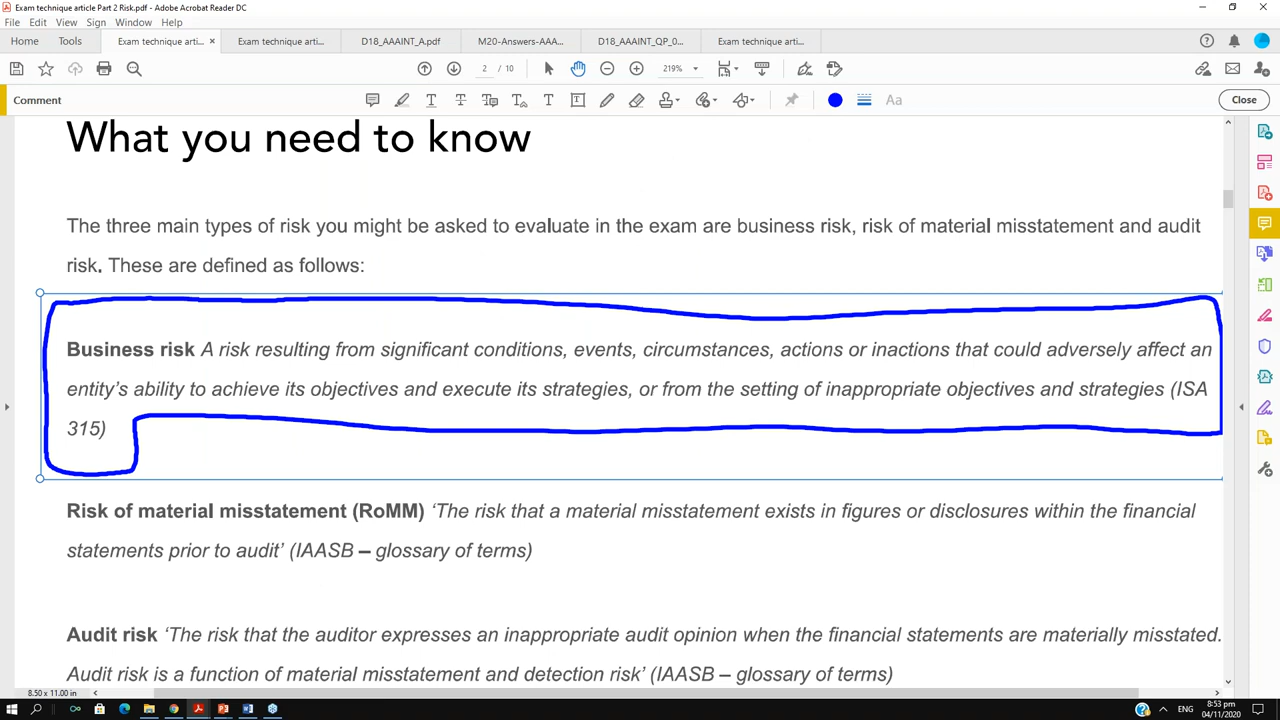 Exam technique article Part 2 Risk.pdf - Adobe Acrobat Reader DC
File Edit View Sign Window Help
Home Tools Exam technique arti... × Exam technique arti... D18_AAAINT_A.pdf M20-Answers-AAA... D18_AAAINT_QP_0... Exam technique arti...
2 / 10 219%
Comment Aa Close
What you need to know
The three main types of risk you might be asked to evaluate in the exam are business risk, risk of material misstatement and audit
risk. These are defined as follows:
Business risk A risk resulting from significant conditions, events, circumstances, actions or inactions that could adversely affect an
entity’s ability to achieve its objectives and execute its strategies, or from the setting of inappropriate objectives and strategies (ISA
315)
Risk of material misstatement (RoMM) ‘The risk that a material misstatement exists in figures or disclosures within the financial
statements prior to audit’ (IAASB – glossary of terms)
Audit risk ‘The risk that the auditor expresses an inappropriate audit opinion when the financial statements are materially misstated.
Audit risk is a function of material misstatement and detection risk’ (IAASB – glossary of terms)
8.50 x 11.00 in
ENG
8:53 pm
04/11/2020